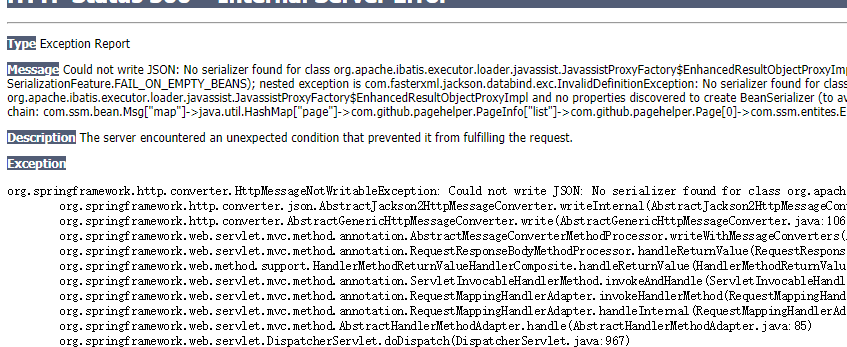 HTTP Status 500 – Internal Server Error
Type Exception Report
Message Could not write JSON: No serializer found for class org.apache.ibatis.executor.loader.javassist.JavassistProxyFactory$EnhancedResultObjectProxyImp
SerializationFeature.FAIL_ON_EMPTY_BEANS); nested exception is com.fasterxml.jackson.databind.exc.InvalidDefinitionException: No serializer found for class
org.apache.ibatis.executor.loader.javassist.JavassistProxyFactory$EnhancedResultObjectProxyImpl and no properties discovered to create BeanSerializer (to av
chain: com.ssm.bean.Msg["map"]->java.util.HashMap["page"]->com.github.pagehelper.PageInfo["list"]->com.github.pagehelper.Page[0]->com.ssm.entites.E
Description The server encountered an unexpected condition that prevented it from fulfilling the request.
Exception
org.springframework.http.converter.HttpMessageNotWritableException: Could not write JSON: No serializer found for class org.apach
org.springframework.http.converter.json.AbstractJackson2HttpMessageConverter.writeInternal(AbstractJackson2HttpMessageConv
org.springframework.http.converter.AbstractGenericHttpMessageConverter.write(AbstractGenericHttpMessageConverter.java:106
org.springframework.web.servlet.mvc.method.annotation.AbstractMessageConverterMethodProcessor.writeWithMessageConverters(
org.springframework.web.servlet.mvc.method.annotation.RequestResponseBodyMethodProcessor.handleReturnValue(RequestRespons
org.springframework.web.method.support.HandlerMethodReturnValueHandlerComposite.handleReturnValue(HandlerMethodReturnValu
org.springframework.web.servlet.mvc.method.annotation.ServletInvocableHandlerMethod.invokeAndHandle(ServletInvocableHandle
org.springframework.web.servlet.mvc.method.annotation.RequestMappingHandlerAdapter.invokeHandlerMethod(RequestMappingHand
org.springframework.web.servlet.mvc.method.annotation.RequestMappingHandlerAdapter.handleInternal(RequestMappingHandlerAd
org.springframework.web.servlet.mvc.method.AbstractHandlerMethodAdapter.handle(AbstractHandlerMethodAdapter.java:85)
org.springframework.web.servlet.DispatcherServlet.doDispatch(DispatcherServlet.java:967)